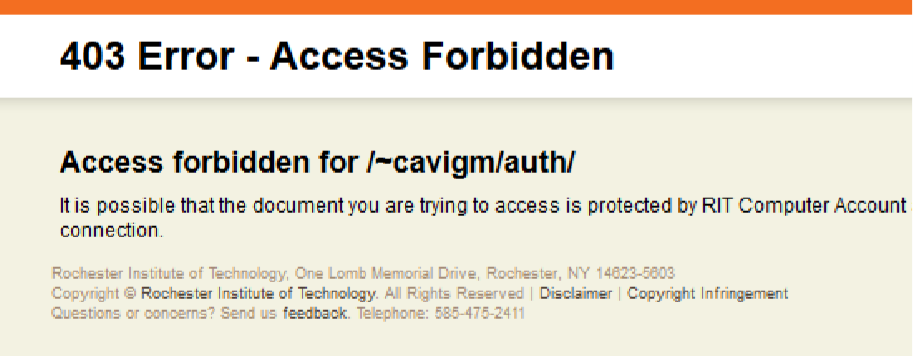 403 Error - Access Forbidden
Access forbidden for /~cavigm/auth/
It is possible that the document you are trying to access is protected by RIT Computer Account
connection.
Rochester Institute of Technology, One Lomb Memorial Drive, Rochester, NY 14623-5603
Copyright © Rochester Institute of Technology. All Rights Reserved | Disclaimer | Copyright Infringement
Questions or concerns? Send us feedback. Telephone: 585-475-2411